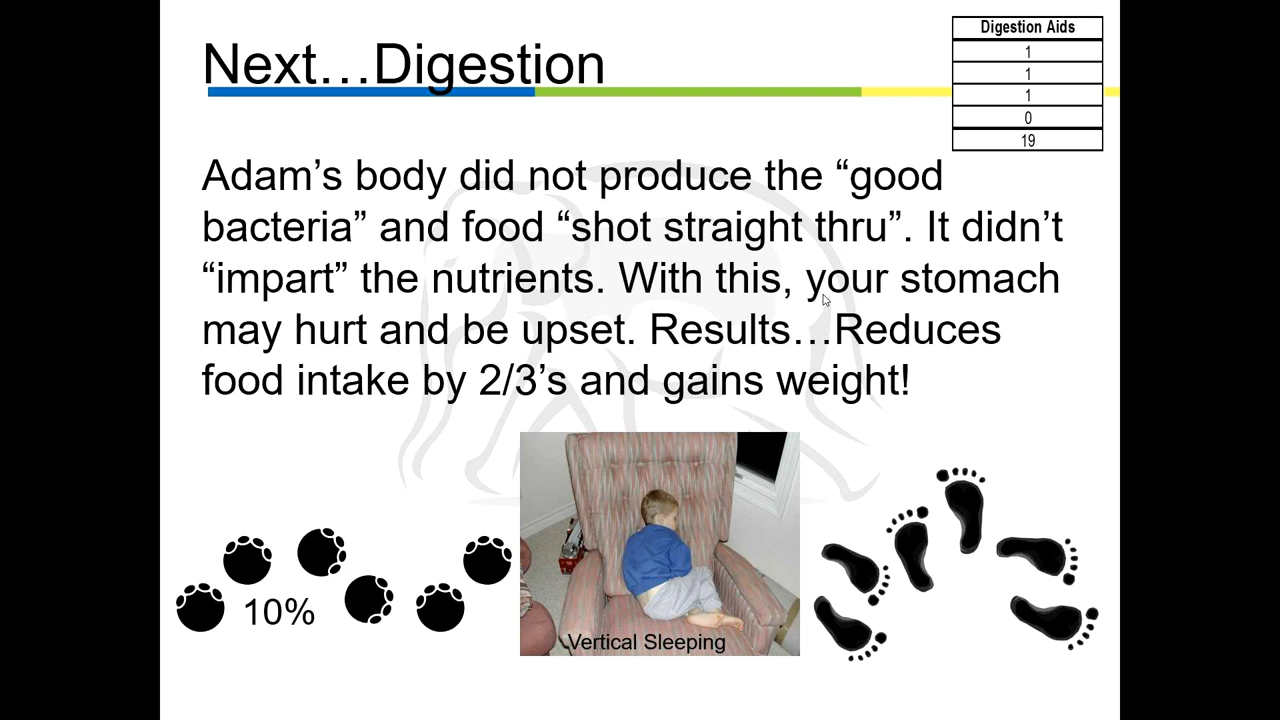 Next…Digestion
Digestion Aids
1
1
1
0
19
Adam’s body did not produce the “good
bacteria” and food “shot straight thru”. It didn’t
“impart” the nutrients. With this, your stomach
may hurt and be upset. Results…Reduces
food intake by 2/3’s and gains weight!
10%
Vertical Sleeping